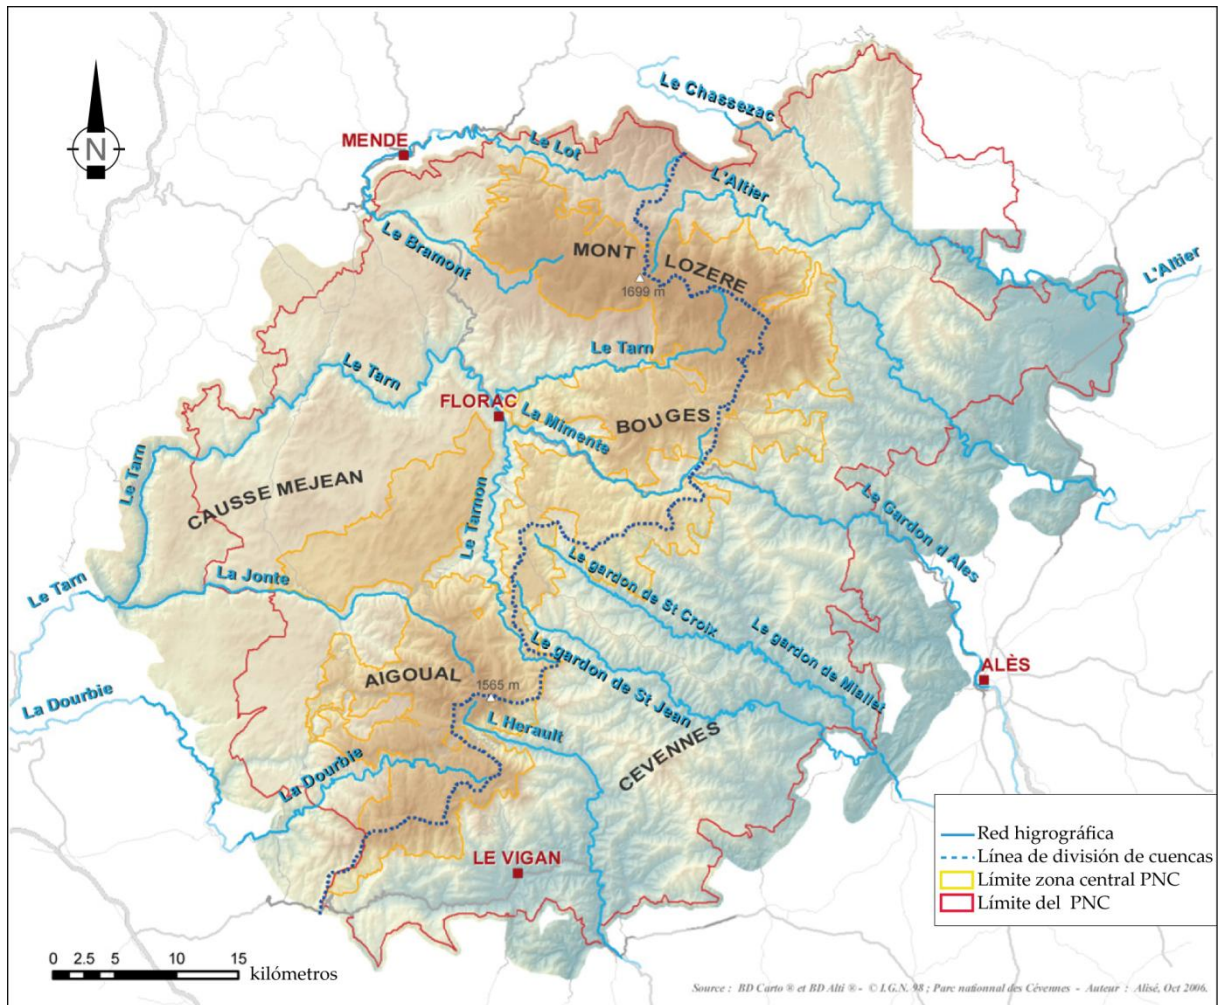 Le Chassezac
N
MENDE
Le Lot
L'Altier
Le Bramont
MONT
LOZERE
L'Altier
1699 m
Le Tarn
Le Tarn
FLORAC
La Mimente
BOUGES
Le Tarn
CAUSSE MEJEAN
Le Tarnon
Le Gardon d'Ales
Le Tarn
La Jonte
Le gardon de St Croix
Le gardon de Miallet
ALÈS
AIGOUAL
1565 m
Le gardon de St Jean
La Dourbie
L Herault
CEVENNES
La Dourbie
LE VIGAN
Red higrográfica
Línea de división de cuencas
Límite zona central PNC
Límite del PNC
0 2.5 5 10 15 kilómetros
Source : BD Carto ® et BD Alti ® - © I.G.N. 98 ; Parc nationnal des Cévennes - Auteur : Alisé, Oct 2006.